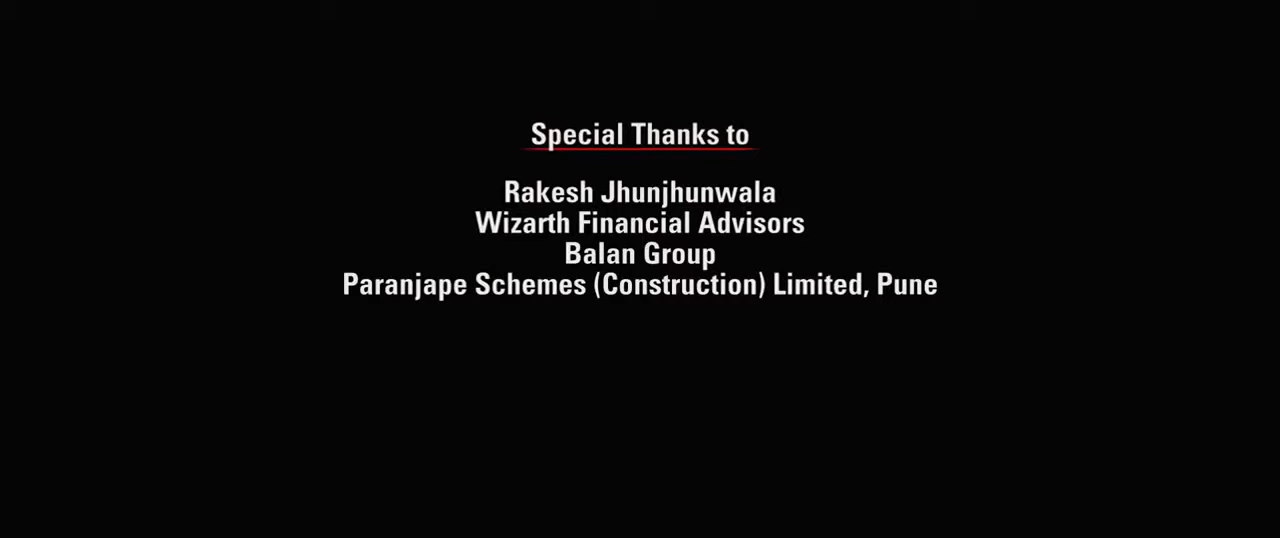 Special Thanks to
Rakesh Jhunjhunwala
Wizarth Financial Advisors
Balan Group
Paranjape Schemes (Construction) Limited, Pune